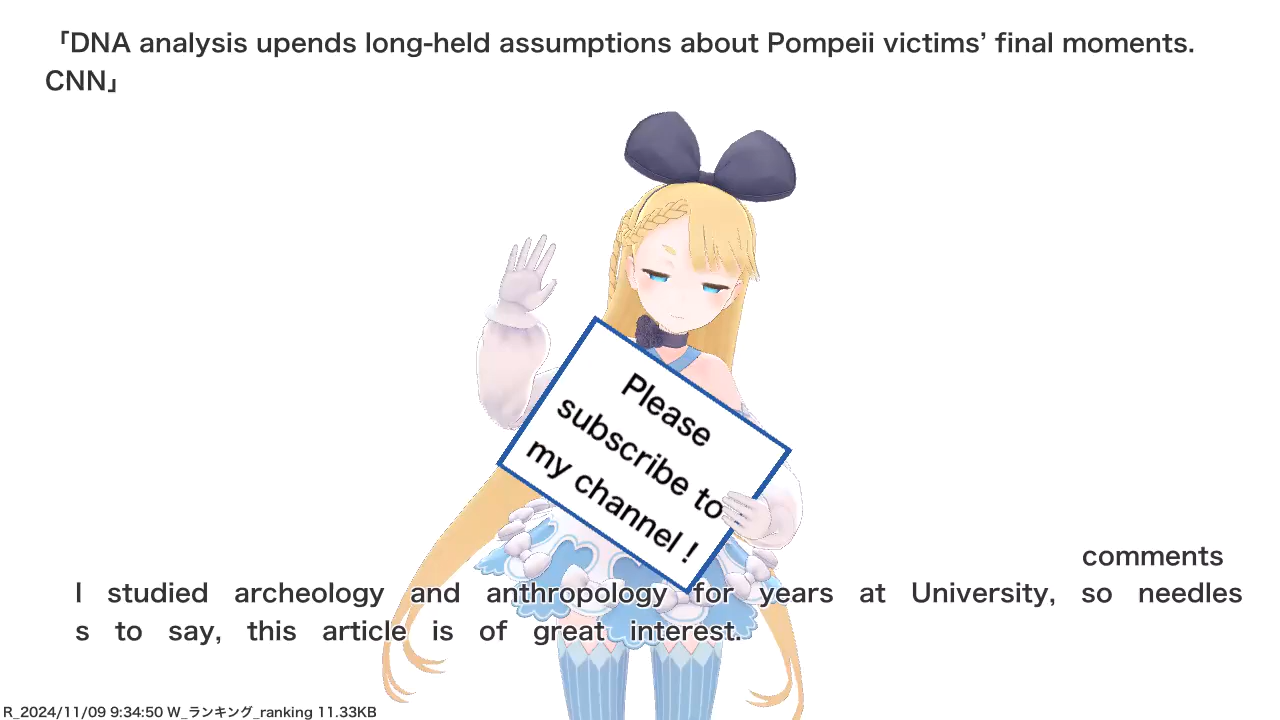 「DNA analysis upends long-held assumptions about Pompeii victims’ final moments.
CNN」
Please
subscribe to
my channel !
comments
I studied archeology and anthropology for years at University, so needles
s to say, this article is of great interest.
R_2024/11/09 9:34:50 W_ランキング_ranking 11.33KB